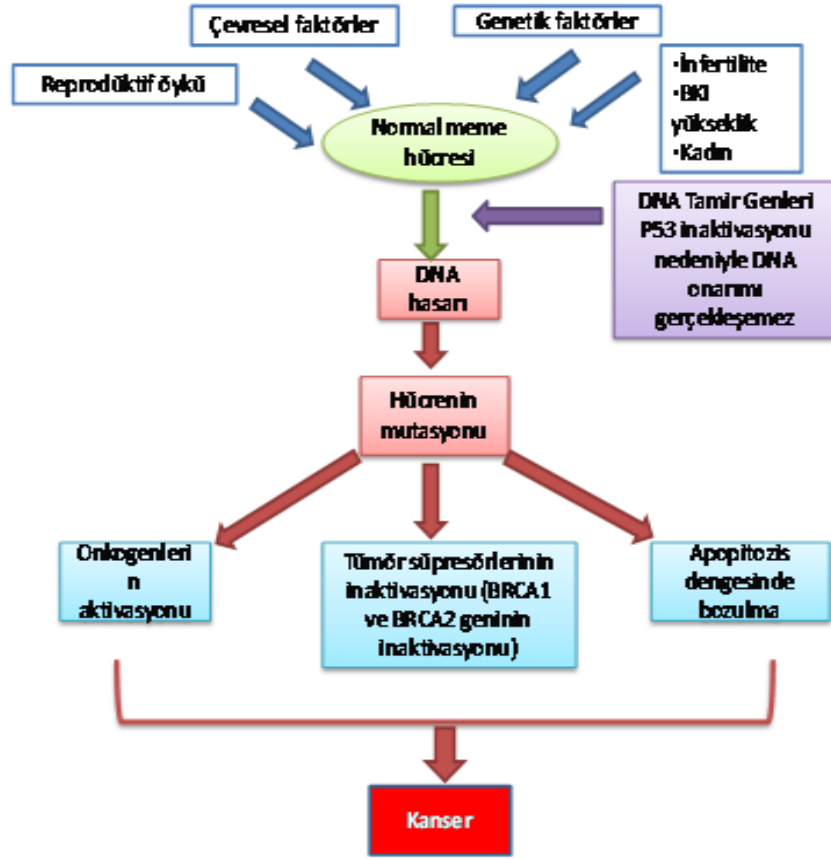 Çevresel faktörler
Genetik faktörler
Reprodüktif öykü
•İnfertilite
•BKI
yükseklik
•Kadın
Normal meme
hücresi
DNA Tamir Genleri
P53 inaktivasyonu
nedeniyle DNA
onarımı
gerçekleşemez
DNA
hasarı
Hücrenin
mutasyonu
Onkogenleri
n
aktivasyonu
Tümör süpresörlerinin
inaktivasyonu (BRCA1
ve BRCA2 geninin
inaktivasyonu)
Apopitozis
dengesinde
bozulma
Kanser